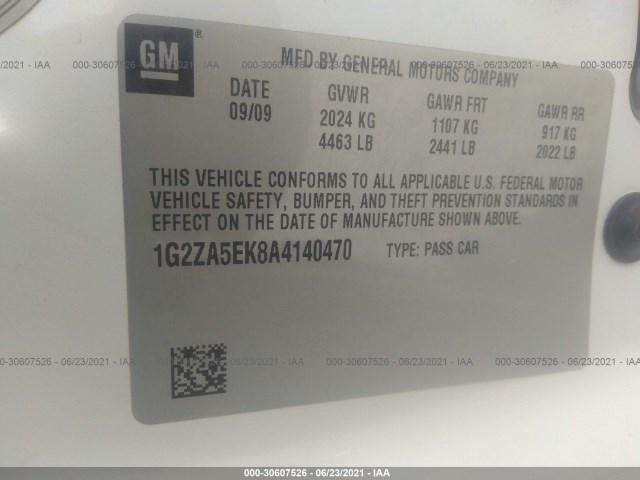 GM ®
MFD BY GENERAL MOTORS COMPANY
DATE GVWR GAWR FRT GAWR RR
09/09 2024 KG 1107 KG 917 KG
4463 LB 2441 LB 2022 LB
THIS VEHICLE CONFORMS TO ALL APPLICABLE U.S. FEDERAL MOTOR
VEHICLE SAFETY, BUMPER, AND THEFT PREVENTION STANDARDS IN
EFFECT ON THE DATE OF MANUFACTURE SHOWN ABOVE.
1G2ZA5EK8A4140470 TYPE: PASS CAR
000-30607526 - 06/23/2021 - IAA